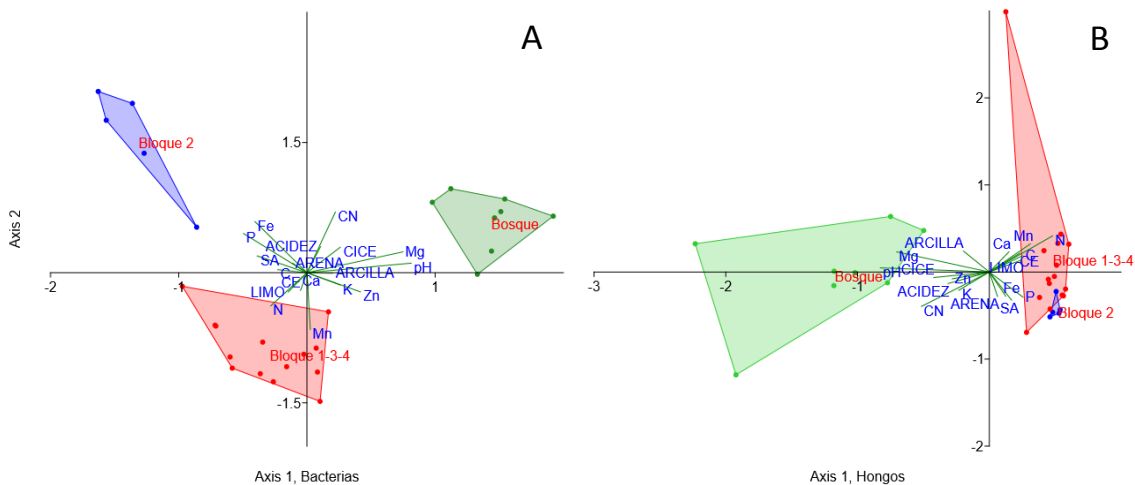 A
1.5
-1.5
-2
-1
1
2
Axis 2
Bloque 2
Bosque
Bloque 1-3-4
Fe
P
ACIDEZ
SA
ARENA
C
CE
Ca
LIMO
N
CN
CICE
Mg
pH
ARCILLA
K
Zn
Mn
Axis 1, Bacterias
B
2
1
-1
-2
-3
-2
-1
Bosque
Bloque 1-3-4
Bloque 2
ARCILLA
Mg
CICE
pH
Zn
ACIDEZ
K
CN
ARENA
SA
Fe
P
LIMO
CE
C
Ca
Mn
N
Axis 1, Hongos